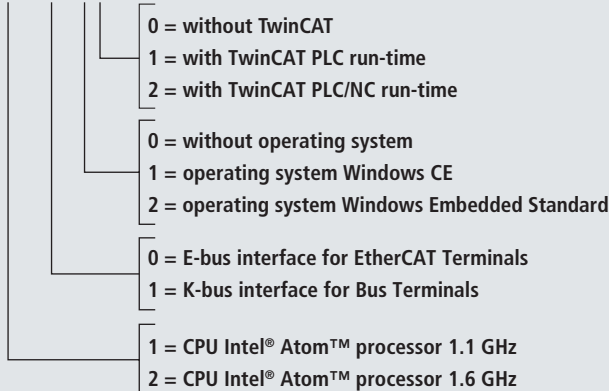 0 = without TwinCAT
1 = with TwinCAT PLC run-time
2 = with TwinCAT PLC/NC run-time
0 = without operating system
1 = operating system Windows CE
2 = operating system Windows Embedded Standard
0 = E-bus interface for EtherCAT Terminals
1 = K-bus interface for Bus Terminals
1 = CPU Intel® Atom™ processor 1.1 GHz
2 = CPU Intel® Atom™ processor 1.6 GHz